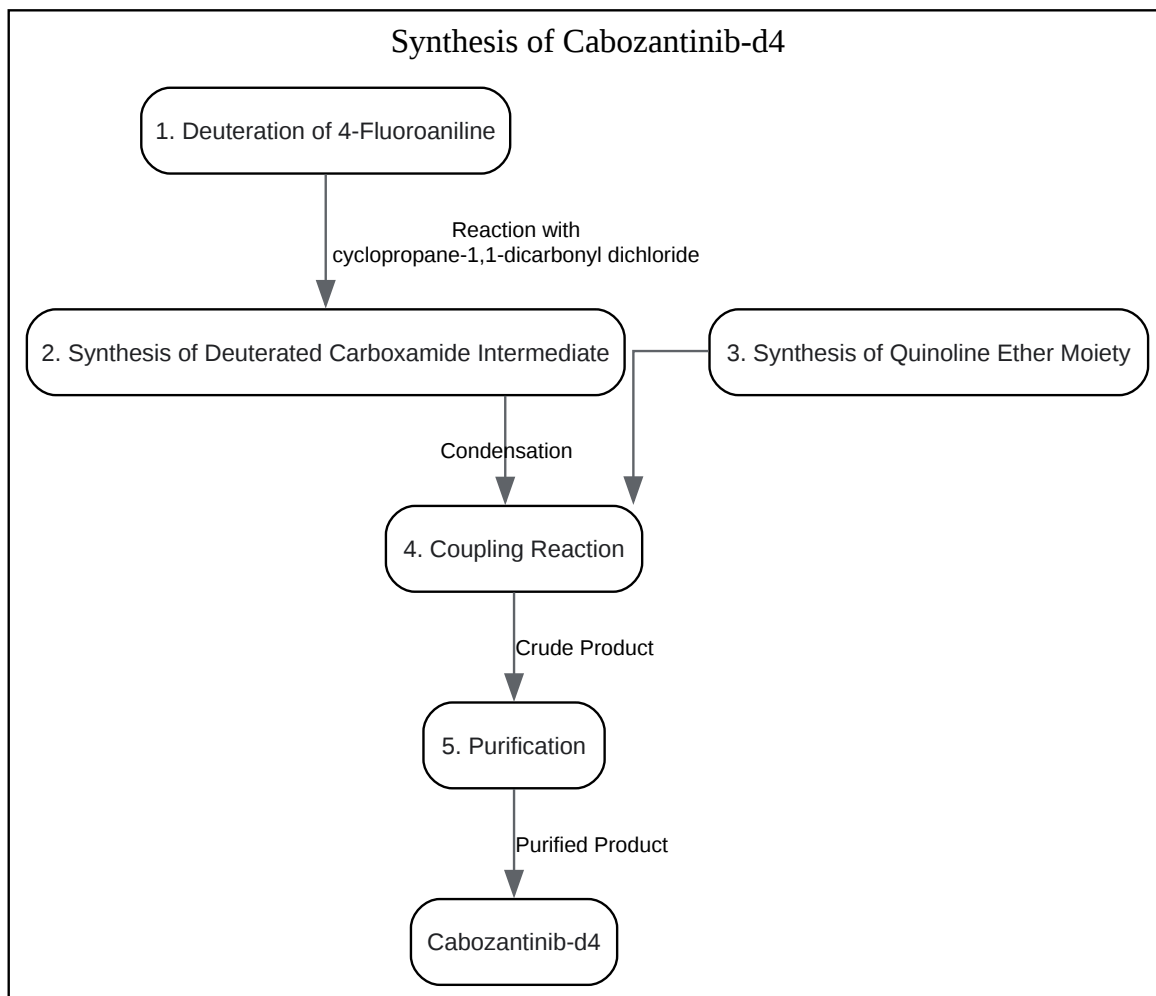 Synthesis of Cabozantinib-d4
1. Deuteration of 4-Fluoroaniline
Reaction with
cyclopropane-1,1-dicarbonyl dichloride
2. Synthesis of Deuterated Carboxamide Intermediate
3. Synthesis of Quinoline Ether Moiety
Condensation
4. Coupling Reaction
Crude Product
5. Purification
Purified Product
Cabozantinib-d4